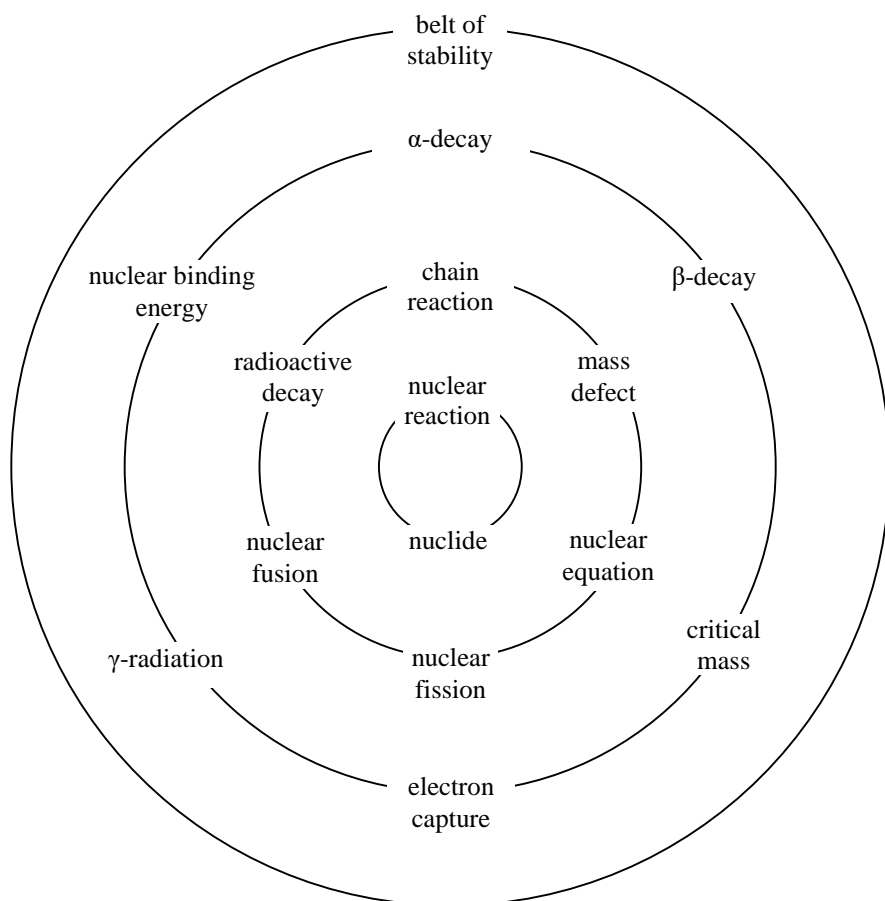 belt of
stability
α-decay
nuclear binding
energy
chain
reaction
β-decay
radioactive
decay
nuclear
reaction
mass
defect
nuclear
fusion
nuclide
nuclear
equation
γ-radiation
nuclear
fission
critical
mass
electron
capture